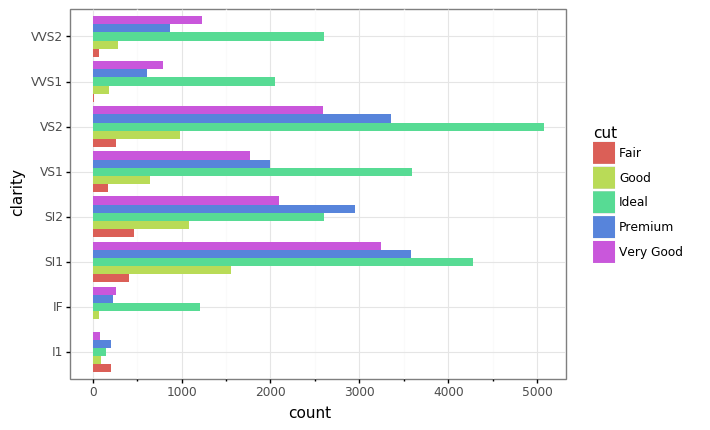 VVS2
VVS1
VS2
VS1
SI2
SI1
IF
I1
clarity
0 1000 2000 3000 4000 5000
count
cut
Fair
Good
Ideal
Premium
Very Good